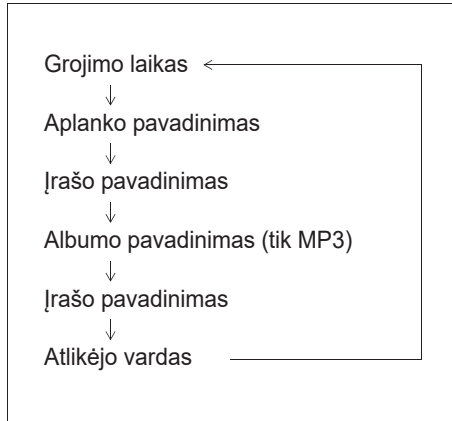 Grojimo laikas
Aplanko pavadinimas
Įrašo pavadinimas
Albumo pavadinimas (tik MP3)
Įrašo pavadinimas
Atlikėjo vardas